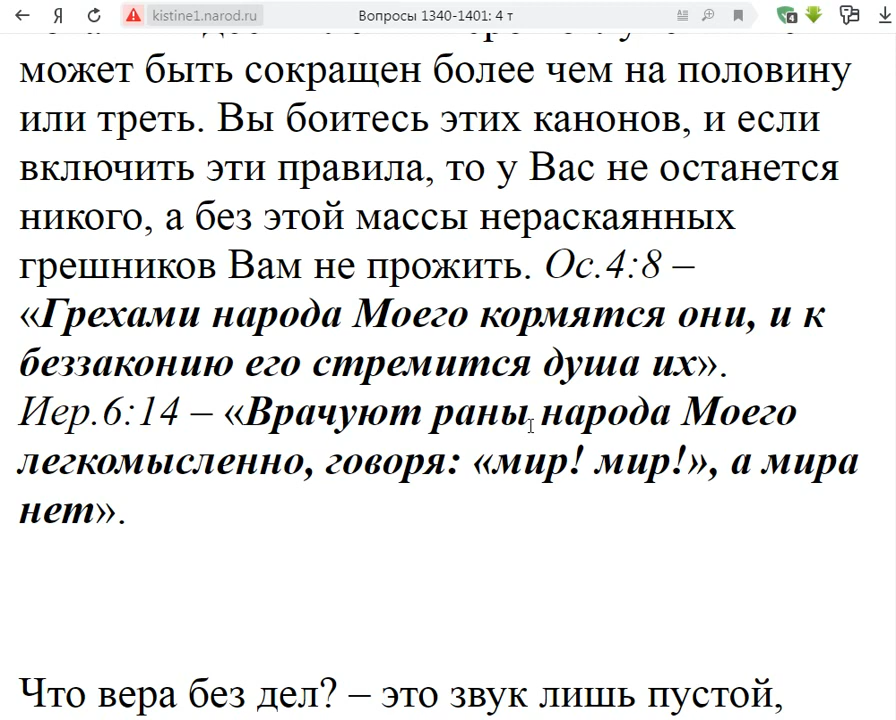 kistine1.narod.ru
Вопросы 1340-1401: 4 т
может быть сокращен более чем на половину
или треть. Вы боитесь этих канонов, и если
включить эти правила, то у Вас не останется
никого, а без этой массы нераскаянных
грешников Вам не прожить. Ос.4:8 –
«Грехами народа Моего кормятся они, и к
беззаконию его стремится душа их».
Иер.6:14 – «Врачуют раны народа Моего
легкомысленно, говоря: «мир! мир!», а мира
нет».
Что вера без дел? – это звук лишь пустой,